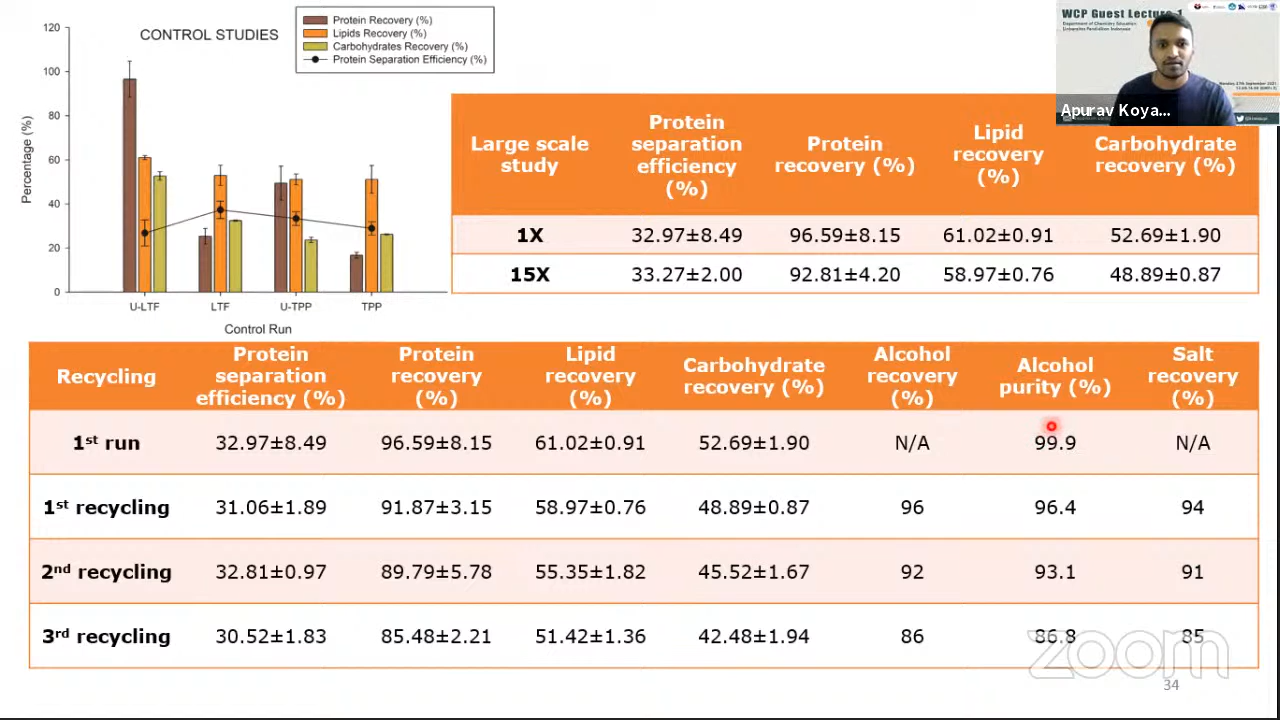 CONTROL STUDIES
Protein Recovery (%)
Lipids Recovery (%)
Carbohydrates Recovery (%)
Protein Separation Efficiency (%)
Percentage (%)
120
100
80
60
40
20
0
U-LTF LTF U-TPP TPP
Control Run
WCP Guest Lecture 1
Department of Chemistry Education
Universitas Pendidikan Indonesia
Apurav Koya...
Large scale study Protein separation efficiency (%) Protein recovery (%) Lipid recovery (%) Carbohydrate recovery (%)
1X 32.97±8.49 96.59±8.15 61.02±0.91 52.69±1.90
15X 33.27±2.00 92.81±4.20 58.97±0.76 48.89±0.87
Recycling Protein separation efficiency (%) Protein recovery (%) Lipid recovery (%) Carbohydrate recovery (%) Alcohol recovery (%) Alcohol purity (%) Salt recovery (%)
1st run 32.97±8.49 96.59±8.15 61.02±0.91 52.69±1.90 N/A 99.9 N/A
1st recycling 31.06±1.89 91.87±3.15 58.97±0.76 48.89±0.87 96 96.4 94
2nd recycling 32.81±0.97 89.79±5.78 55.35±1.82 45.52±1.67 92 93.1 91
3rd recycling 30.52±1.83 85.48±2.21 51.42±1.36 42.48±1.94 86 86.8 85
zoom
34